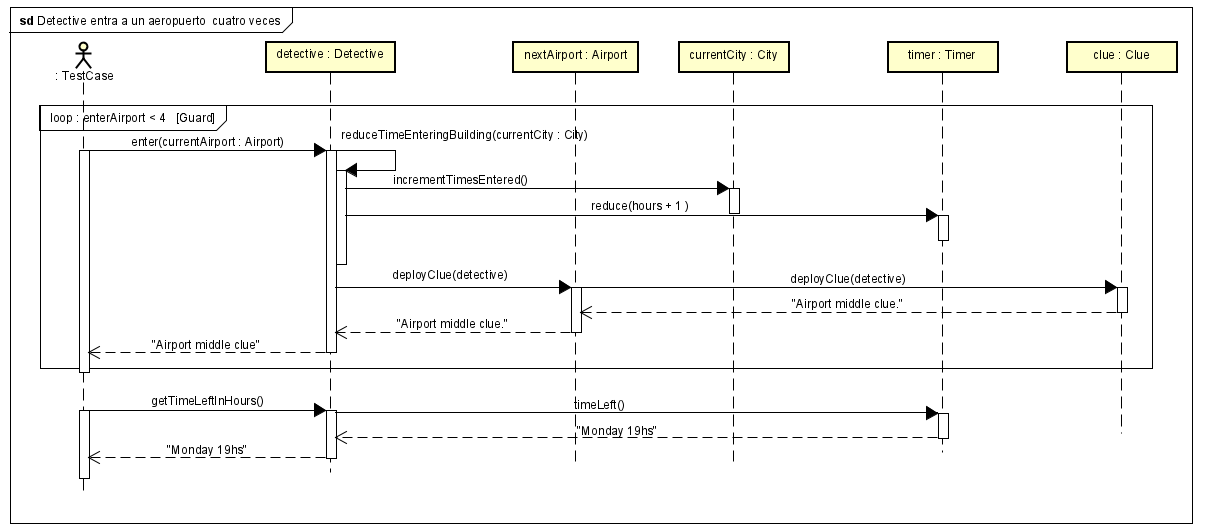 sd Detective entra a un aeropuerto cuatro veces
: TestCase
detective : Detective
nextAirport : Airport
currentCity : City
timer : Timer
clue : Clue
loop : enterAirport < 4 [Guard]
reduceTimeEnteringBuilding(currentCity : City)
enter(currentAirport : Airport)
incrementTimesEntered()
reduce(hours + 1 )
deployClue(detective)
deployClue(detective)
"Airport middle clue."
"Airport middle clue."
"Airport middle clue"
getTimeLeftInHours()
timeLeft()
"Monday 19hs"
"Monday 19hs"